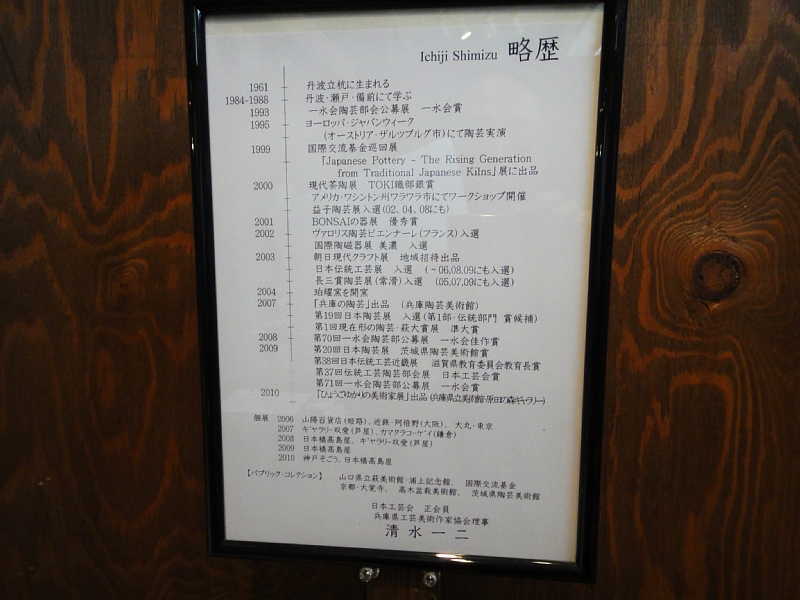 Ichiji Shimizu 略歴
1961 丹波立杭に生まれる
1984-1988 丹波・瀬戸・備前にて学ぶ
1993 一水会陶芸部会公募展 一水会賞
1995 ヨーロッパ・ジャパンウィーク
(オーストリア・ザルツブルグ市)にて陶芸実演
1999 国際交流基金巡回展
「Japanese Pottery - The Rising Generation
from Traditional Japanese Kilns」展に出品
2000 現代茶陶展 TOKI織部銀賞
アメリカ・ワシントン州ワラワラ市にてワークショップ開催
益子陶芸展入選(02、04、08にも)
2001 BONSAIの器展 優秀賞
2002 ヴァロリス陶芸ビエンナーレ(フランス)入選
国際陶磁器展 美濃 入選
2003 朝日現代クラフト展 地域招待出品
日本伝統工芸展 入選 (~06,08,09にも入選)
長三賞陶芸展(常滑)入選 (05,07,09にも入選)
2004 珀耀窯を開窯
2007 「兵庫の陶芸」出品 (兵庫陶芸美術館)
第19回日本陶芸展 入選(第1部・伝統部門 賞候補)
第1回現在形の陶芸・萩大賞展 準大賞
2008 第70回一水会陶芸部公募展 一水会佳作賞
2009 第20回日本陶芸展 茨城県陶芸美術館賞
第38回日本伝統工芸近畿展 滋賀県教育委員会教育長賞
第37回伝統工芸陶芸部会展 日本工芸会賞
第71回一水会陶芸部公募展 一水会賞
2010 「ひょうごゆかりの美術家展」出品(兵庫県立美術館・原田の森ギャラリー)
個展 2006 山陽百貨店(姫路)、近鉄・阿倍野(大阪)、 大丸・東京
2007 ギャラリー双愛(芦屋)、カマクラコーゲイ(鎌倉)
2008 日本橋高島屋、 ギャラリー双愛(芦屋)
2009 日本橋高島屋
2010 神戸そごう、日本橋高島屋
【パブリック・コレクション】 山口県立萩美術館・浦上記念館、 国際交流基金
京都・大覚寺、 高木盆栽美術館、 茨城県陶芸美術館
日本工芸会 正会員
兵庫県工芸美術作家協会理事
清水一二